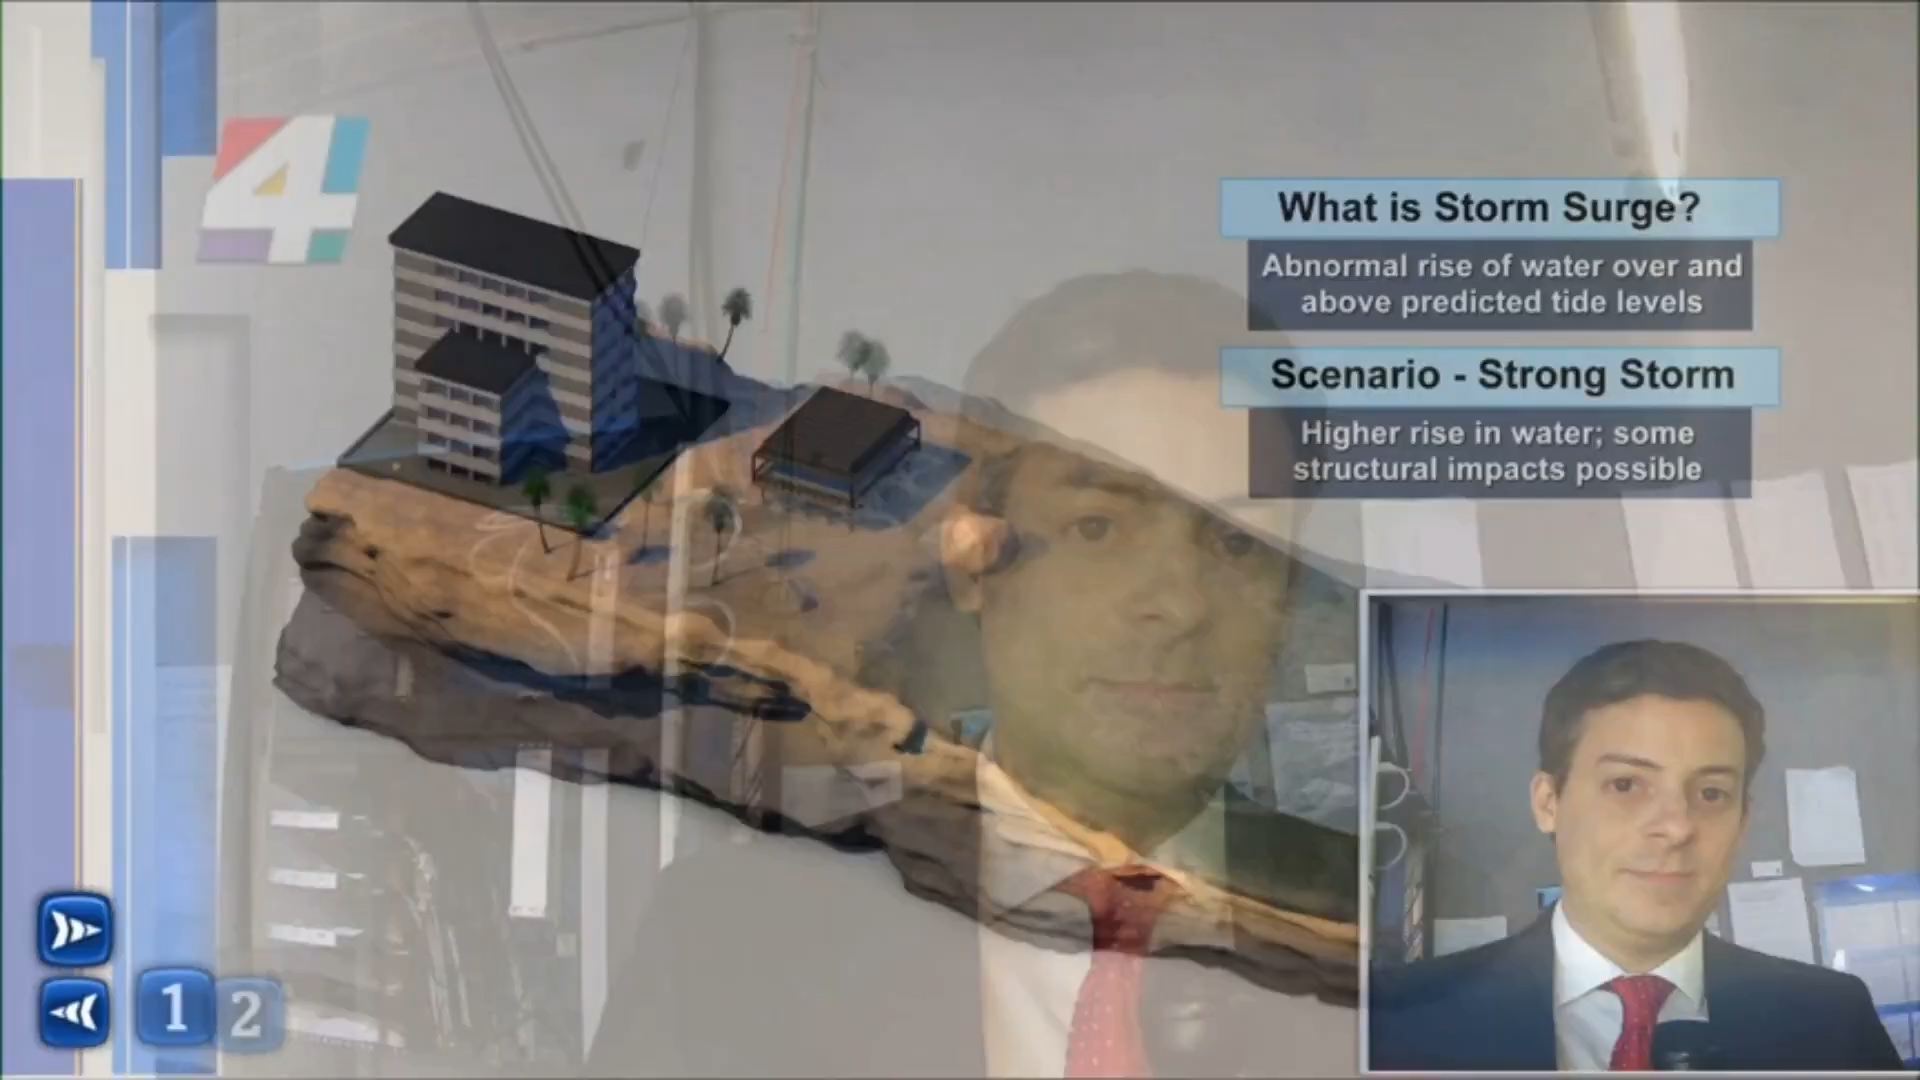 4
What is Storm Surge?
Abnormal rise of water over and
above predicted tide levels
Scenario - Strong Storm
Higher rise in water; some
structural impacts possible
1 2